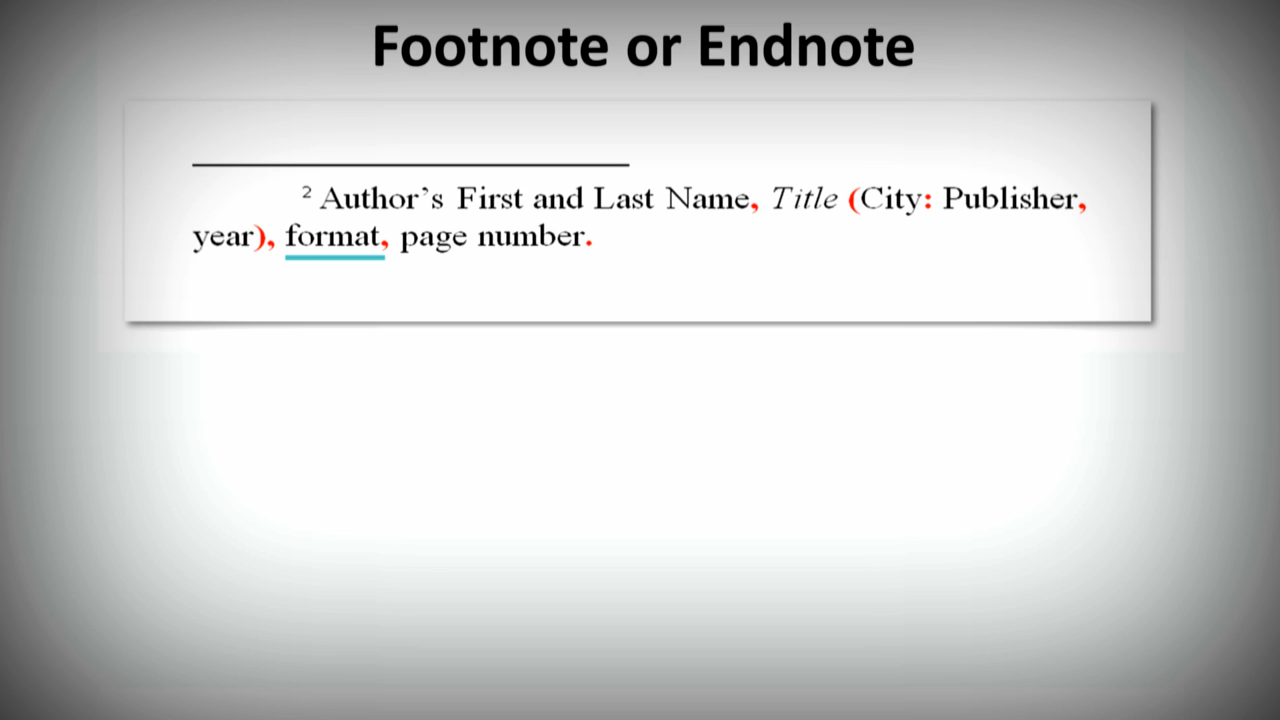 Footnote or Endnote
² Author’s First and Last Name, Title (City: Publisher,
year), format, page number.